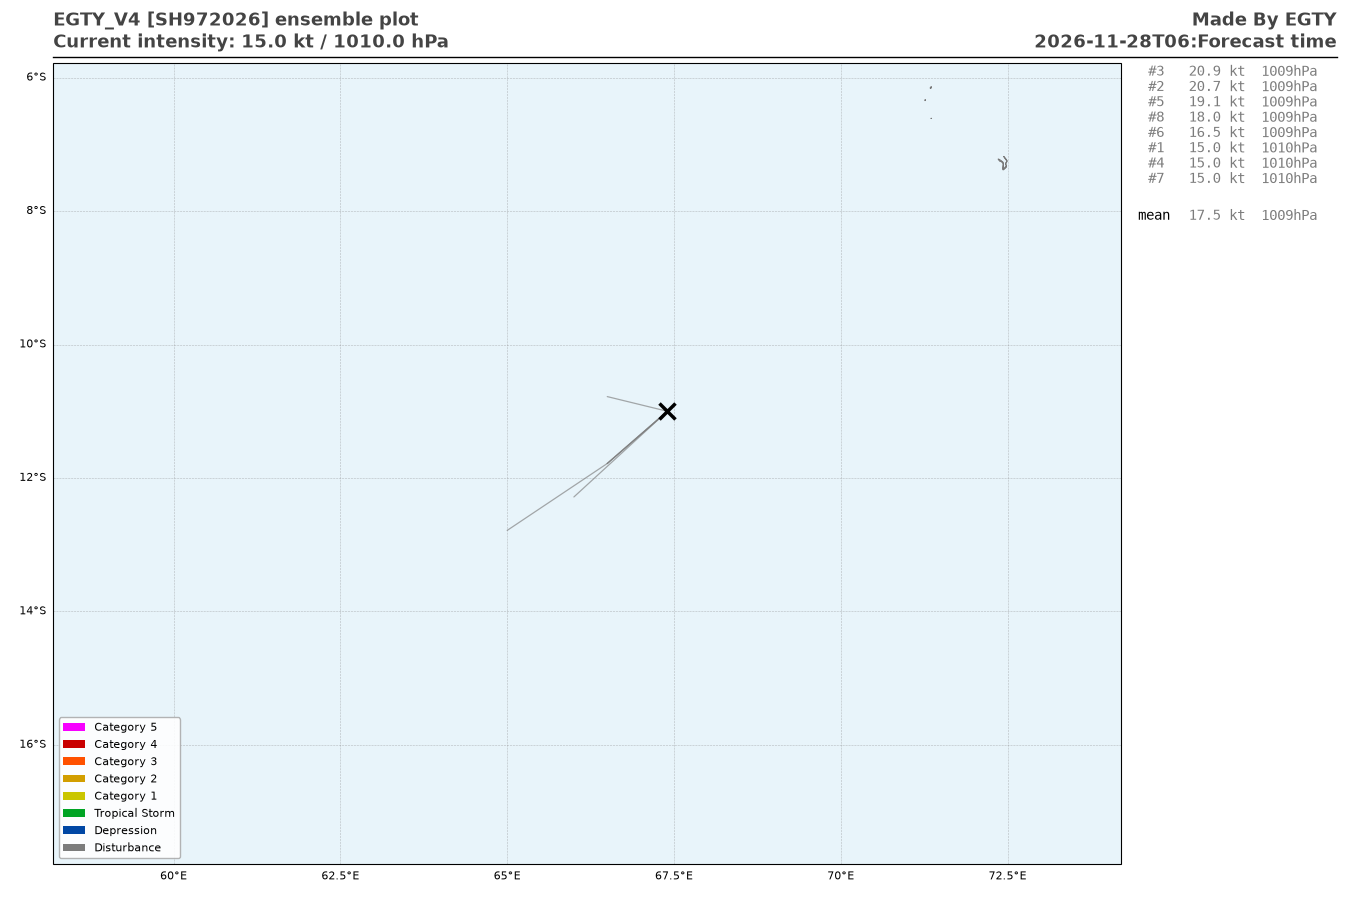 EGTY_V4 [SH972026] ensemble plot
Current intensity: 15.0 kt / 1010.0 hPa
Made By EGTY
2026-11-28T06:Forecast time
#3 20.9 kt 1009hPa
#2 20.7 kt 1009hPa
#5 19.1 kt 1009hPa
#8 18.0 kt 1009hPa
#6 16.5 kt 1009hPa
#1 15.0 kt 1010hPa
#4 15.0 kt 1010hPa
#7 15.0 kt 1010hPa
mean 17.5 kt 1009hPa
6°S
8°S
10°S
12°S
14°S
16°S
Category 5
Category 4
Category 3
Category 2
Category 1
Tropical Storm
Depression
Disturbance
60°E 62.5°E 65°E 67.5°E 70°E 72.5°E